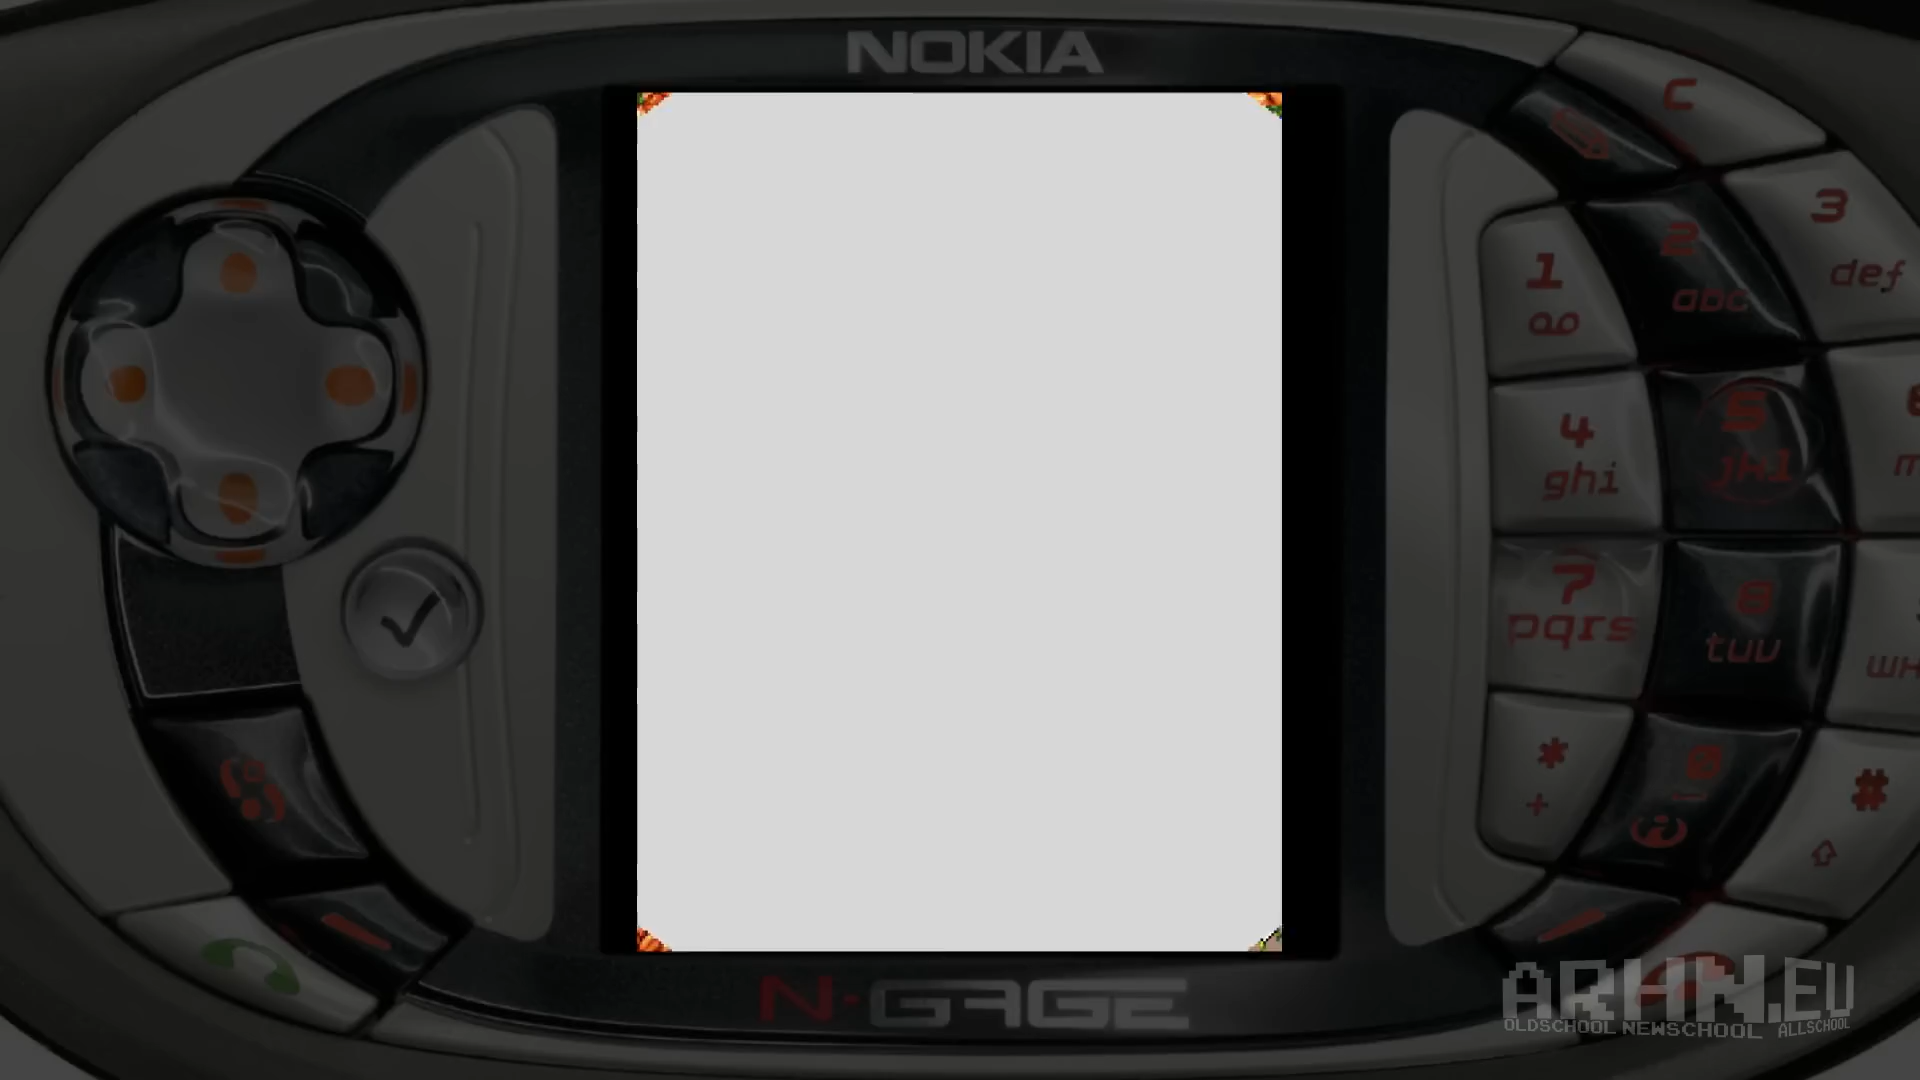 NOKIA
C
1
2
abc
3
def
4
ghi
5
jkl
7
pqrs
8
tuv
*
+
0
#
N-GAGE
ARHN.EU
OLDSCHOOL NEWSCHOOL ALLSCHOOL